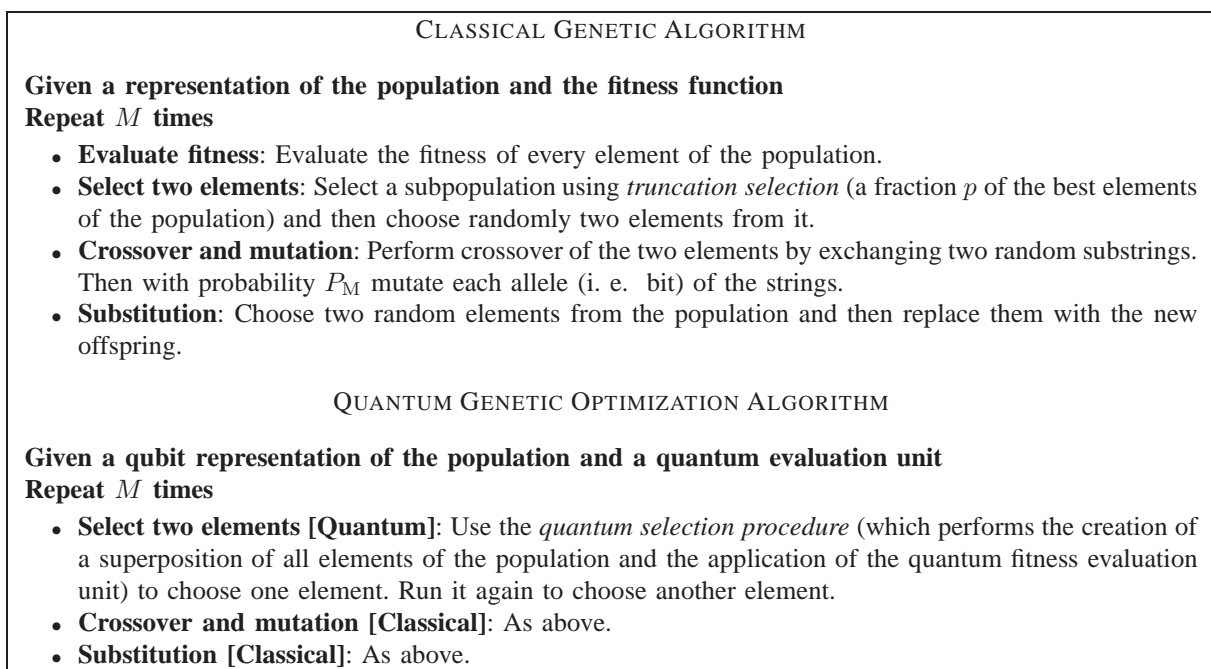 CLASSICAL GENETIC ALGORITHM
Given a representation of the population and the fitness function
Repeat M times
• Evaluate fitness: Evaluate the fitness of every element of the population.
• Select two elements: Select a subpopulation using truncation selection (a fraction p of the best elements
of the population) and then choose randomly two elements from it.
• Crossover and mutation: Perform crossover of the two elements by exchanging two random substrings.
Then with probability P_M mutate each allele (i. e. bit) of the strings.
• Substitution: Choose two random elements from the population and then replace them with the new
offspring.
QUANTUM GENETIC OPTIMIZATION ALGORITHM
Given a qubit representation of the population and a quantum evaluation unit
Repeat M times
• Select two elements [Quantum]: Use the quantum selection procedure (which performs the creation of
a superposition of all elements of the population and the application of the quantum fitness evaluation
unit) to choose one element. Run it again to choose another element.
• Crossover and mutation [Classical]: As above.
• Substitution [Classical]: As above.